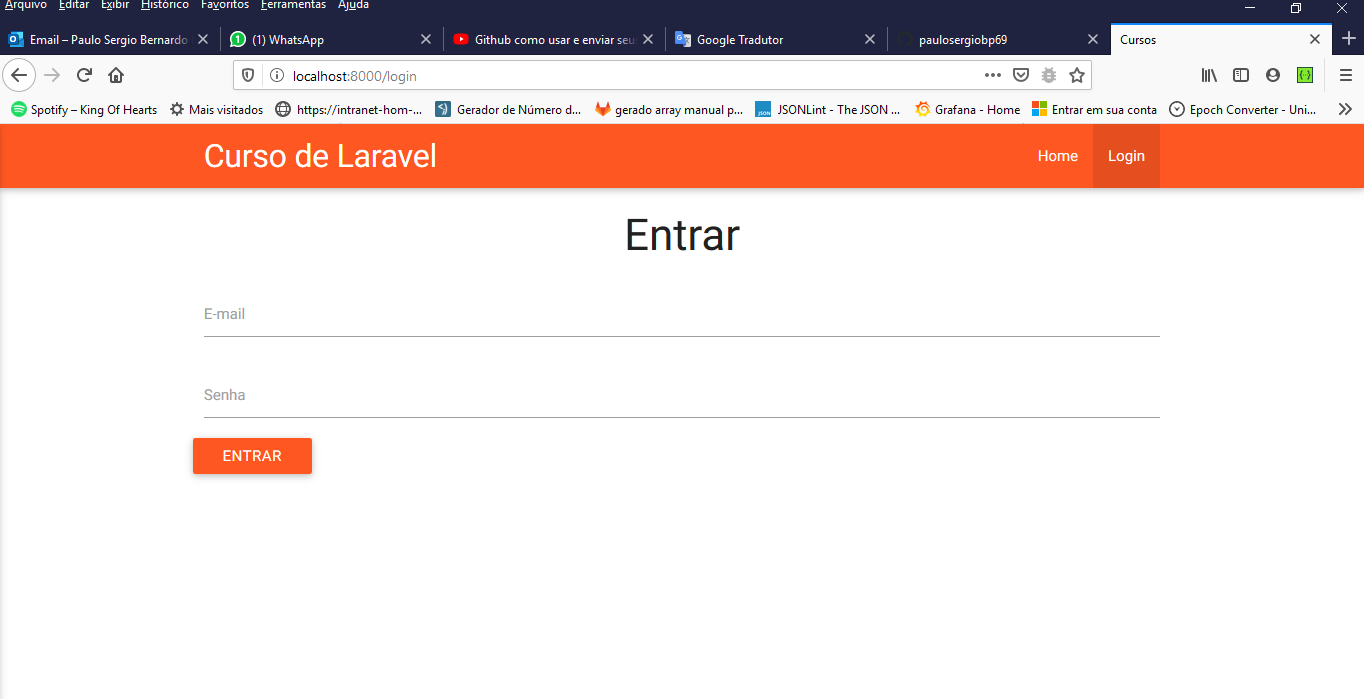 Arquivo Editar Exibir Histórico Favoritos Ferramentas Ajuda
Email – Paulo Sergio Bernardo (1) WhatsApp Github como usar e enviar seu Google Tradutor paulosergiobp69 Cursos
localhost:8000/login
Spotify – King Of Hearts Mais visitados https://intranet-hom-... Gerador de Número d... gerado array manual p... JSONLint - The JSON ... Grafana - Home Entrar em sua conta Epoch Converter - Uni...
Curso de Laravel Home Login
Entrar
E-mail
Senha
ENTRAR